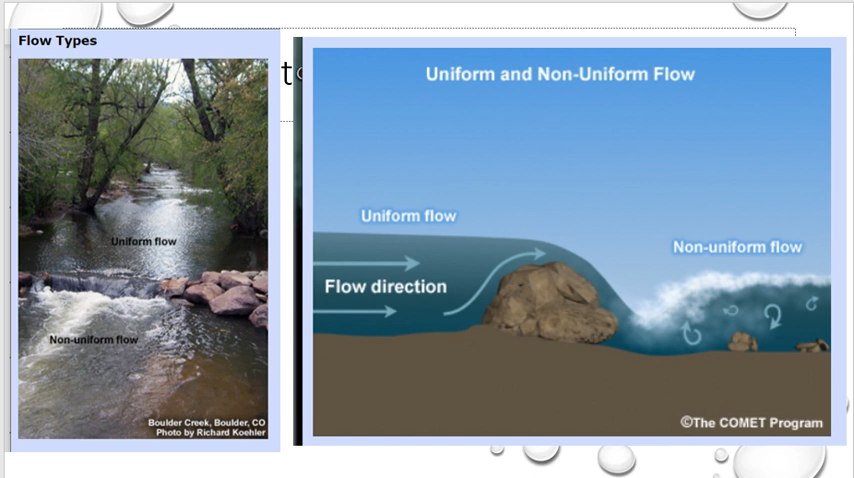 Flow Types
Uniform flow
Non-uniform flow
Boulder Creek, Boulder, CO
Photo by Richard Koehler
Uniform and Non-Uniform Flow
Uniform flow
Non-uniform flow
Flow direction
©The COMET Program